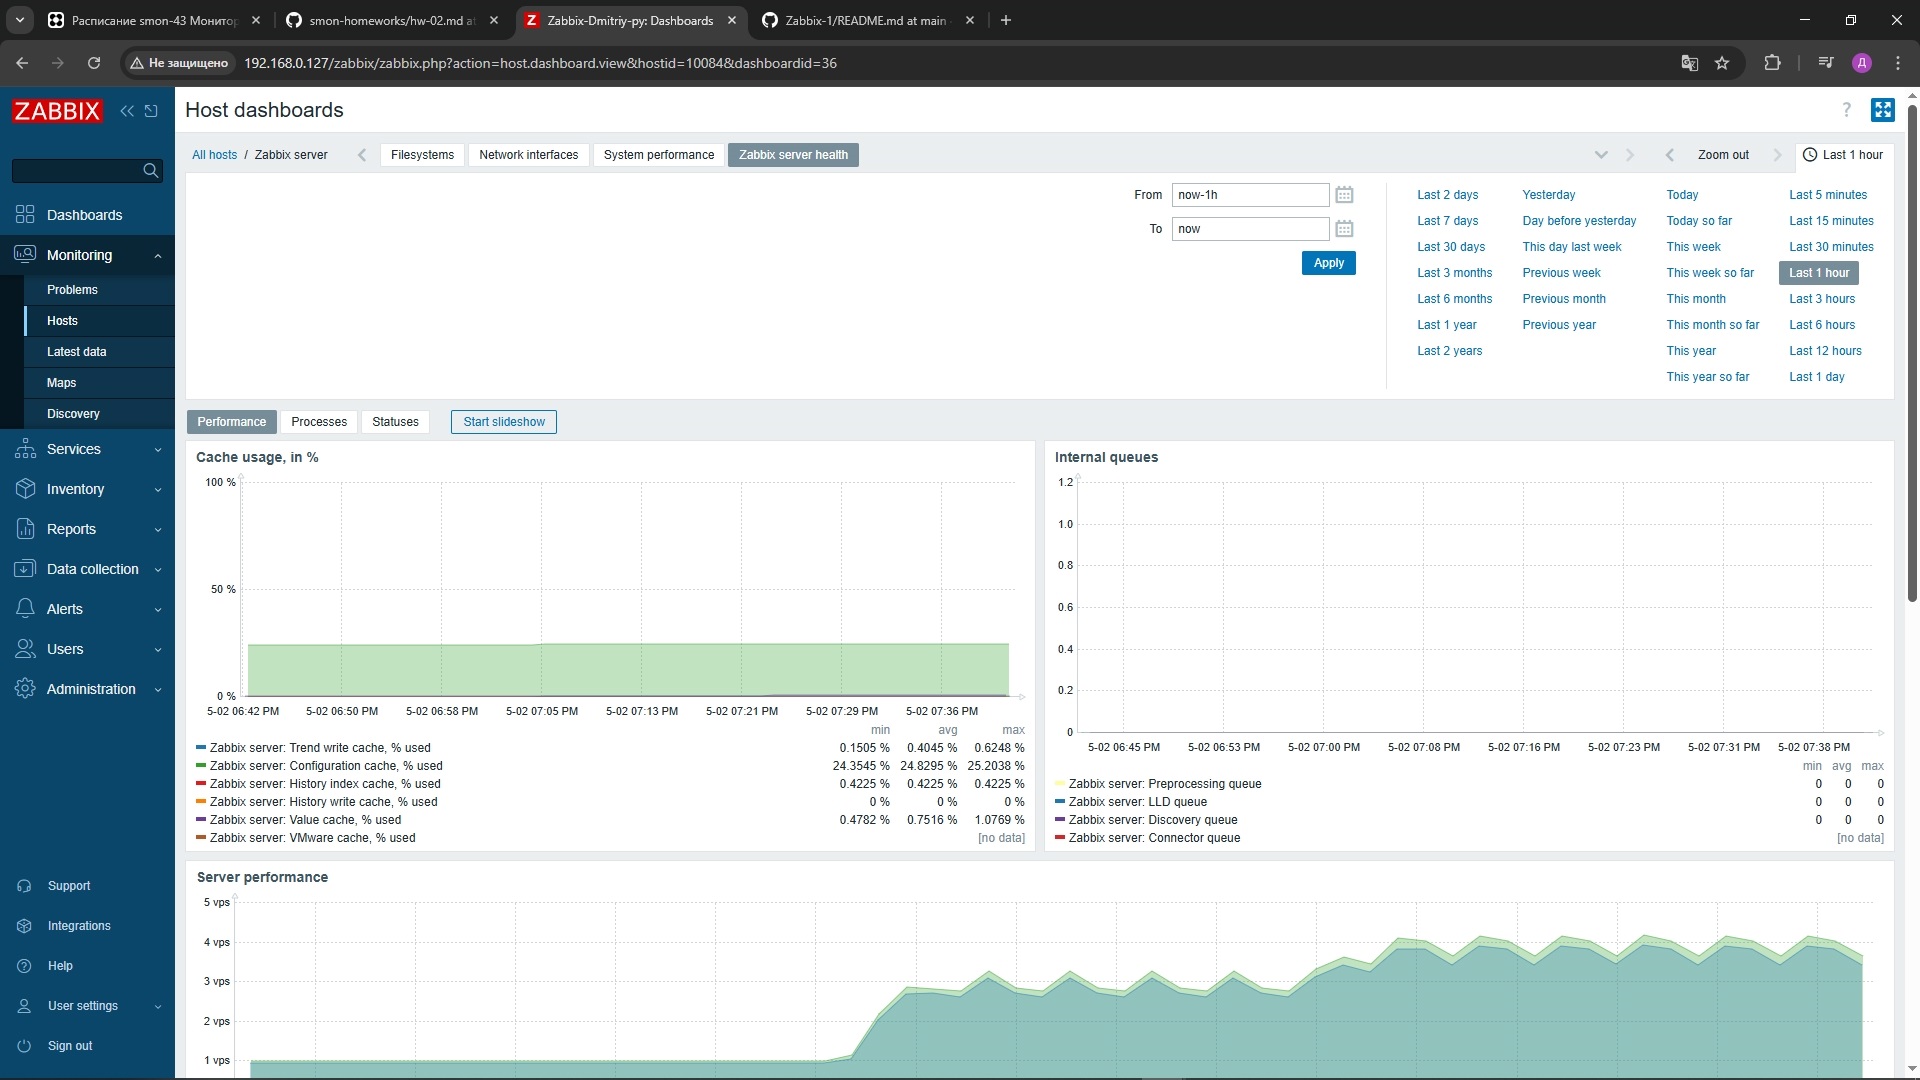 Расписание smon-43 Монитор
smon-homeworks/hw-02.md at
Zabbix-Dmitriy-py: Dashboards
Zabbix-1/README.md at main
Не защищено
192.168.0.127/zabbix/zabbix.php?action=host.dashboard.view&hostid=10084&dashboardid=36
Д
ZABBIX
Dashboards
Monitoring
Problems
Hosts
Latest data
Maps
Discovery
Services
Inventory
Reports
Data collection
Alerts
Users
Administration
Support
Integrations
Help
User settings
Sign out
Host dashboards
?
All hosts / Zabbix server
Filesystems
Network interfaces
System performance
Zabbix server health
Zoom out
Last 1 hour
From now-1h
To now
Apply
Last 2 days Yesterday Today Last 5 minutes
Last 7 days Day before yesterday Today so far Last 15 minutes
Last 30 days This day last week This week Last 30 minutes
Last 3 months Previous week This week so far Last 1 hour
Last 6 months Previous month This month Last 3 hours
Last 1 year Previous year This month so far Last 6 hours
Last 2 years This year Last 12 hours
This year so far Last 1 day
Performance Processes Statuses Start slideshow
Cache usage, in %
100 %
50 %
0 %
5-02 06:42 PM 5-02 06:50 PM 5-02 06:58 PM 5-02 07:05 PM 5-02 07:13 PM 5-02 07:21 PM 5-02 07:29 PM 5-02 07:36 PM
min avg max
Zabbix server: Trend write cache, % used 0.1505 % 0.4045 % 0.6248 %
Zabbix server: Configuration cache, % used 24.3545 % 24.8295 % 25.2038 %
Zabbix server: History index cache, % used 0.4225 % 0.4225 % 0.4225 %
Zabbix server: History write cache, % used 0 % 0 % 0 %
Zabbix server: Value cache, % used 0.4782 % 0.7516 % 1.0769 %
Zabbix server: VMware cache, % used [no data]
Internal queues
1.2
1.0
0.8
0.6
0.4
0.2
0
5-02 06:45 PM 5-02 06:53 PM 5-02 07:00 PM 5-02 07:08 PM 5-02 07:16 PM 5-02 07:23 PM 5-02 07:31 PM 5-02 07:38 PM
min avg max
Zabbix server: Preprocessing queue 0 0 0
Zabbix server: LLD queue 0 0 0
Zabbix server: Discovery queue 0 0 0
Zabbix server: Connector queue [no data]
Server performance
5 vps
4 vps
3 vps
2 vps
1 vps